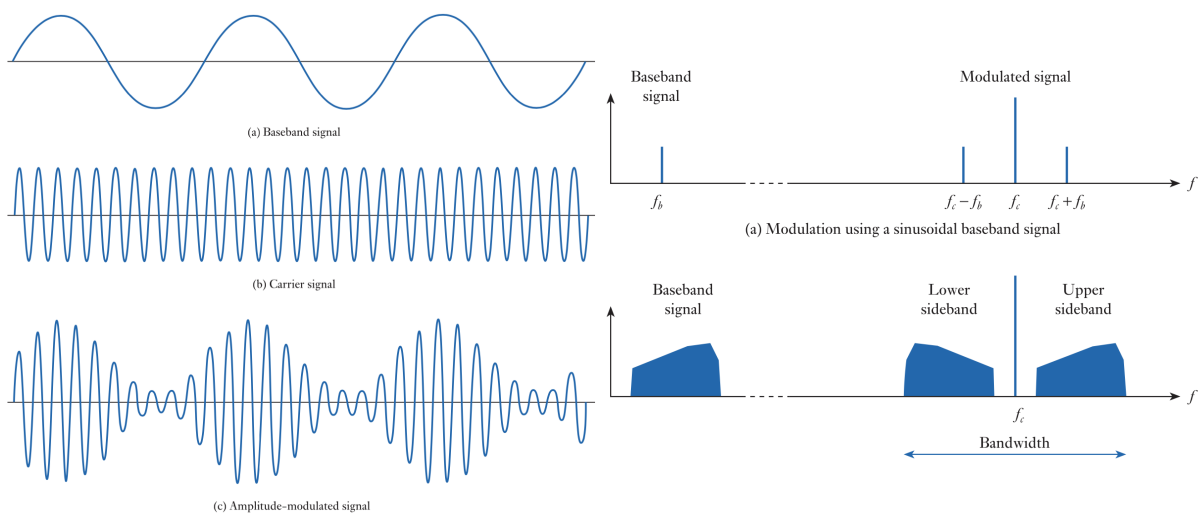 (a) Baseband signal
(b) Carrier signal
(c) Amplitude-modulated signal
Baseband
signal
Modulated signal
f
f_b
f_c – f_b
f_c
f_c + f_b
(a) Modulation using a sinusoidal baseband signal
Baseband
signal
Lower
sideband
Upper
sideband
f
f_c
Bandwidth